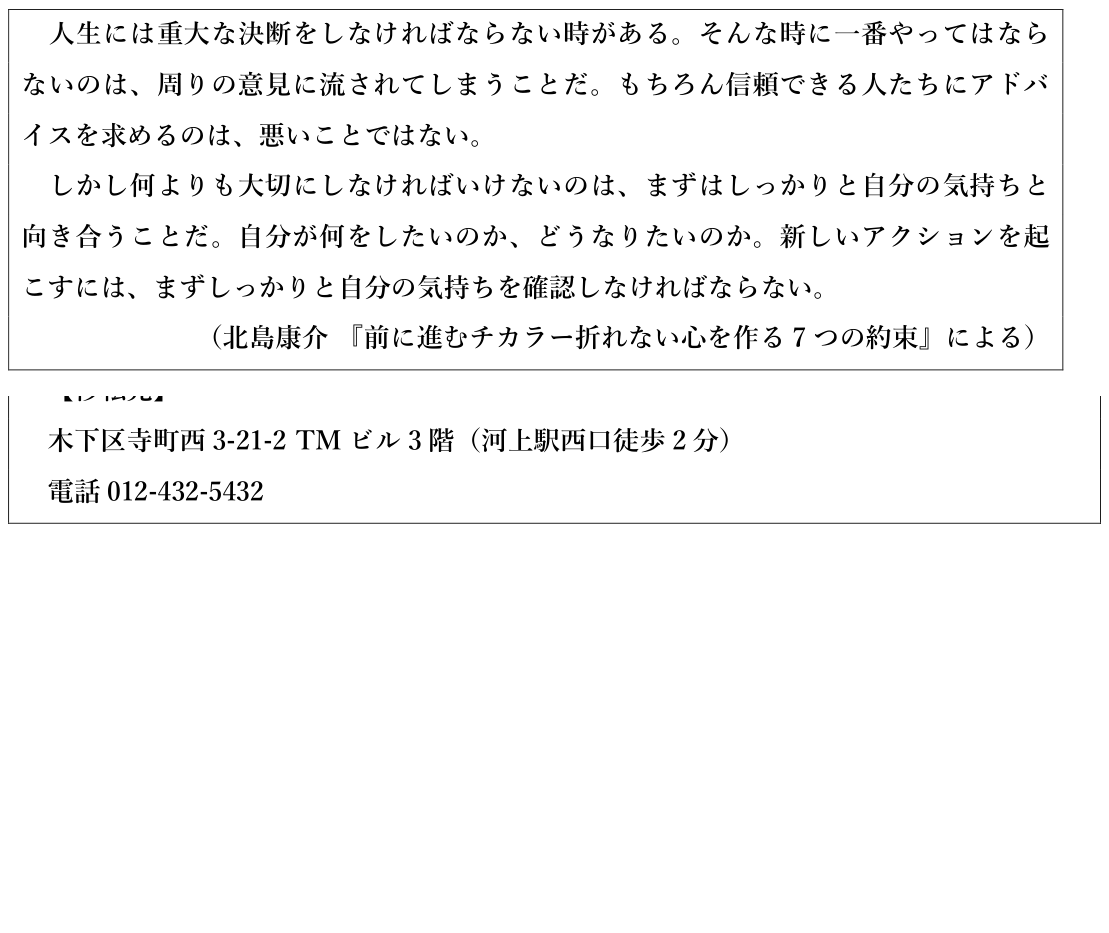 人生には重大な決断をしなければならない時がある。そんな時に一番やってはなら
ないのは、周りの意見に流されてしまうことだ。もちろん信頼できる人たちにアドバ
イスを求めるのは、悪いことではない。
しかし何よりも大切にしなければいけないのは、まずはしっかりと自分の気持ちと
向き合うことだ。自分が何をしたいのか、どうなりたいのか。新しいアクションを起
こすには、まずしっかりと自分の気持ちを確認しなければならない。
（北島康介 『前に進むチカラー折れない心を作る 7 つの約束』による）
木下区寺町西 3-21-2 TM ビル 3 階（河上駅西口徒歩 2 分）
電話 012-432-5432